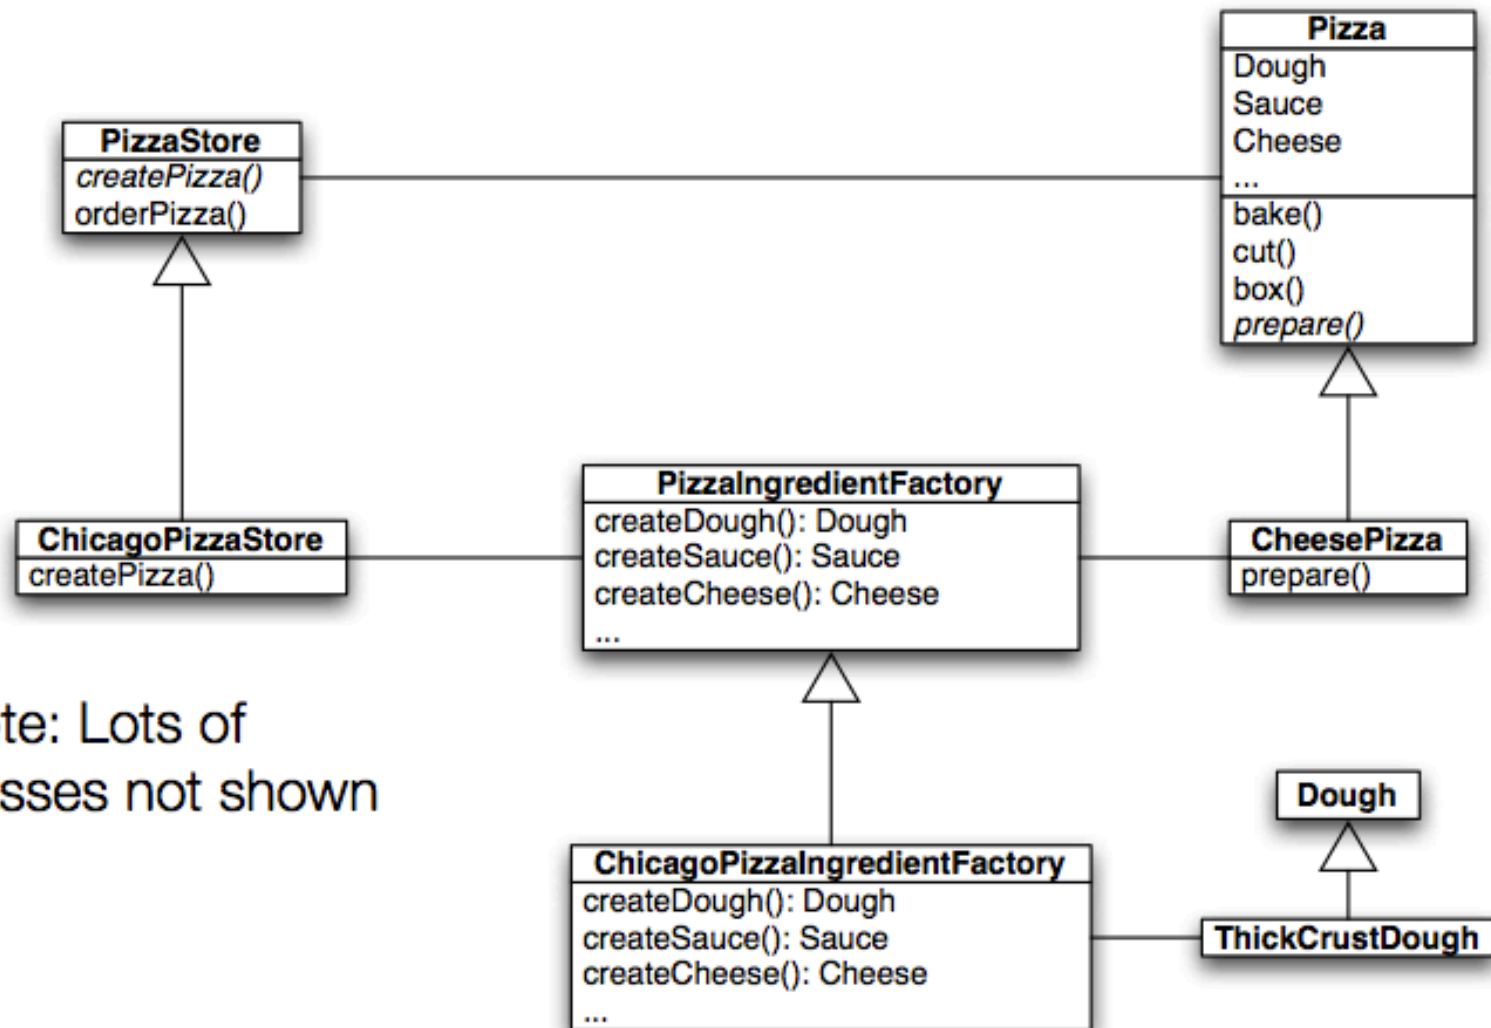 Pizza
Dough
Sauce
Cheese
...
bake()
cut()
box()
prepare()
PizzaStore
createPizza()
orderPizza()
PizzaIngredientFactory
createDough(): Dough
createSauce(): Sauce
createCheese(): Cheese
...
ChicagoPizzaStore
createPizza()
CheesePizza
prepare()
te: Lots of
sses not shown
Dough
ChicagoPizzaIngredientFactory
createDough(): Dough
createSauce(): Sauce
createCheese(): Cheese
...
ThickCrustDough